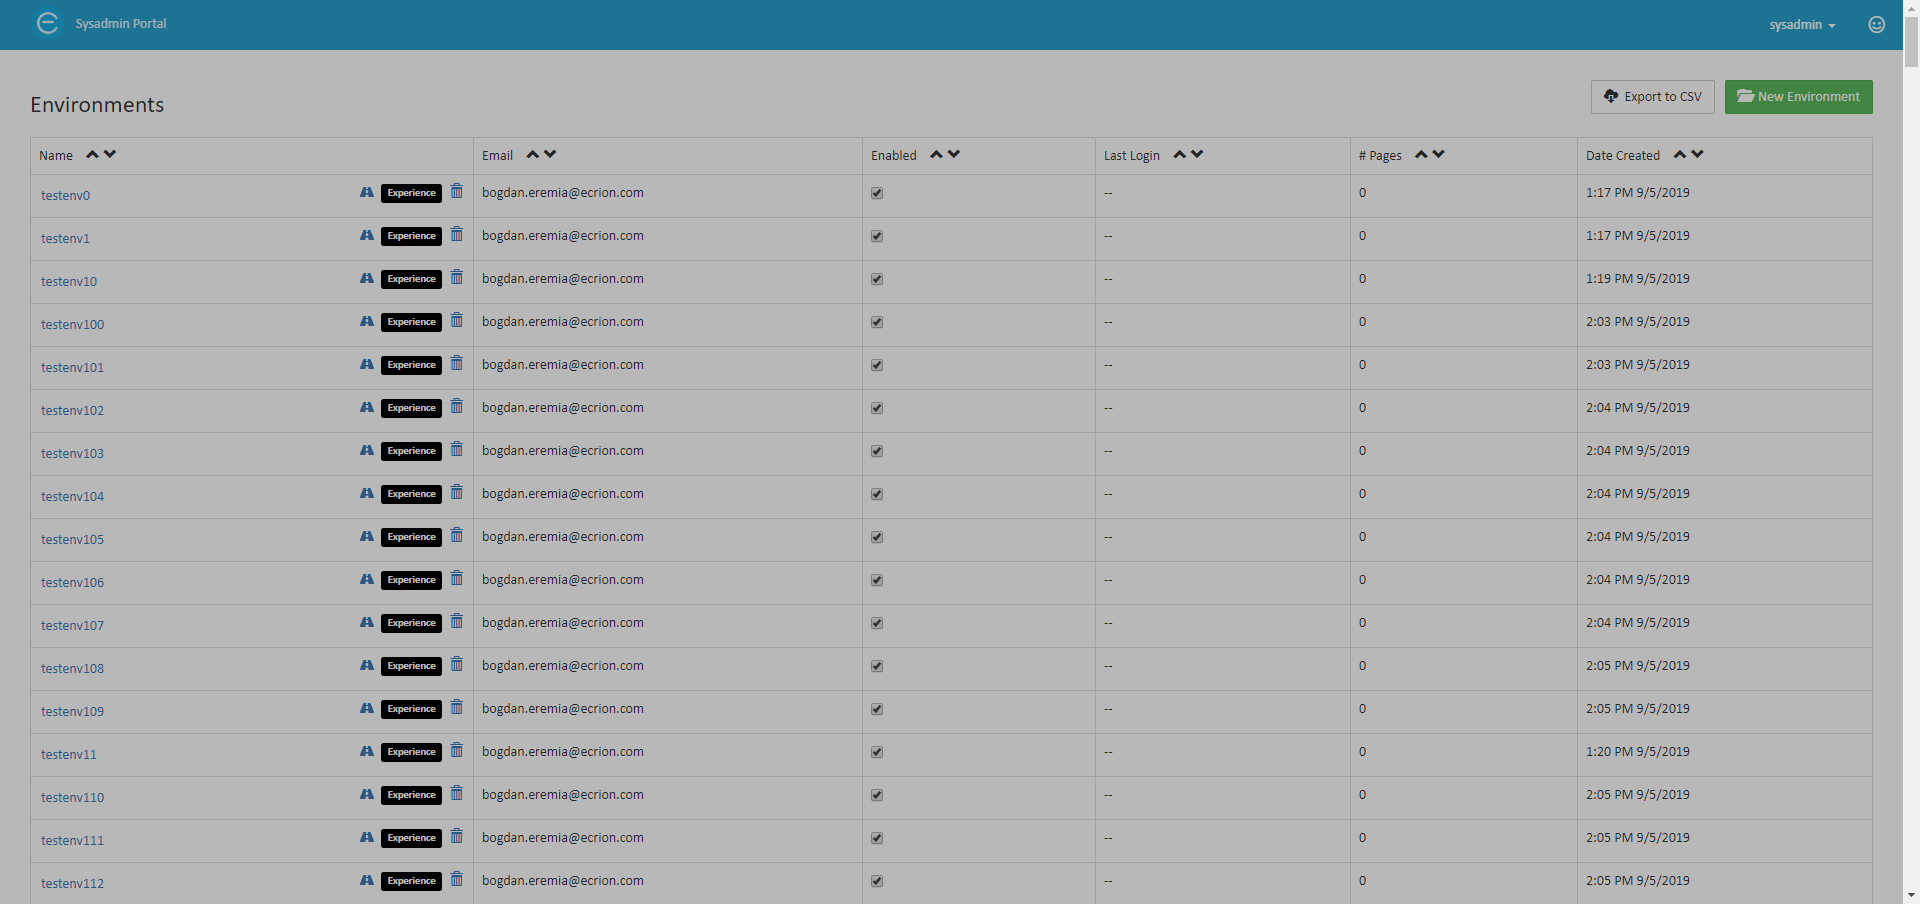 Sysadmin Portal
sysadmin
Environments
Export to CSV
New Environment
Name Email Enabled Last Login # Pages Date Created
testenv0 Experience bogdan.eremia@ecrion.com -- 0 1:17 PM 9/5/2019
testenv1 Experience bogdan.eremia@ecrion.com -- 0 1:17 PM 9/5/2019
testenv10 Experience bogdan.eremia@ecrion.com -- 0 1:19 PM 9/5/2019
testenv100 Experience bogdan.eremia@ecrion.com -- 0 2:03 PM 9/5/2019
testenv101 Experience bogdan.eremia@ecrion.com -- 0 2:03 PM 9/5/2019
testenv102 Experience bogdan.eremia@ecrion.com -- 0 2:04 PM 9/5/2019
testenv103 Experience bogdan.eremia@ecrion.com -- 0 2:04 PM 9/5/2019
testenv104 Experience bogdan.eremia@ecrion.com -- 0 2:04 PM 9/5/2019
testenv105 Experience bogdan.eremia@ecrion.com -- 0 2:04 PM 9/5/2019
testenv106 Experience bogdan.eremia@ecrion.com -- 0 2:04 PM 9/5/2019
testenv107 Experience bogdan.eremia@ecrion.com -- 0 2:04 PM 9/5/2019
testenv108 Experience bogdan.eremia@ecrion.com -- 0 2:05 PM 9/5/2019
testenv109 Experience bogdan.eremia@ecrion.com -- 0 2:05 PM 9/5/2019
testenv11 Experience bogdan.eremia@ecrion.com -- 0 1:20 PM 9/5/2019
testenv110 Experience bogdan.eremia@ecrion.com -- 0 2:05 PM 9/5/2019
testenv111 Experience bogdan.eremia@ecrion.com -- 0 2:05 PM 9/5/2019
testenv112 Experience bogdan.eremia@ecrion.com -- 0 2:05 PM 9/5/2019